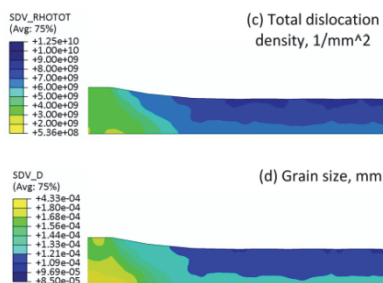 SDV_RHOTOT
(Avg: 75%)
+1.25e+10
+1.00e+10
+9.00e+09
+8.00e+09
+7.00e+09
+6.00e+09
+5.00e+09
+4.00e+09
+3.00e+09
+2.00e+09
+5.36e+08
(c) Total dislocation
density, 1/mm^2
SDV_D
(Avg: 75%)
+4.33e-04
+1.80e-04
+1.68e-04
+1.56e-04
+1.44e-04
+1.33e-04
+1.21e-04
+1.09e-04
+9.69e-05
+8.50e-05
(d) Grain size, mm